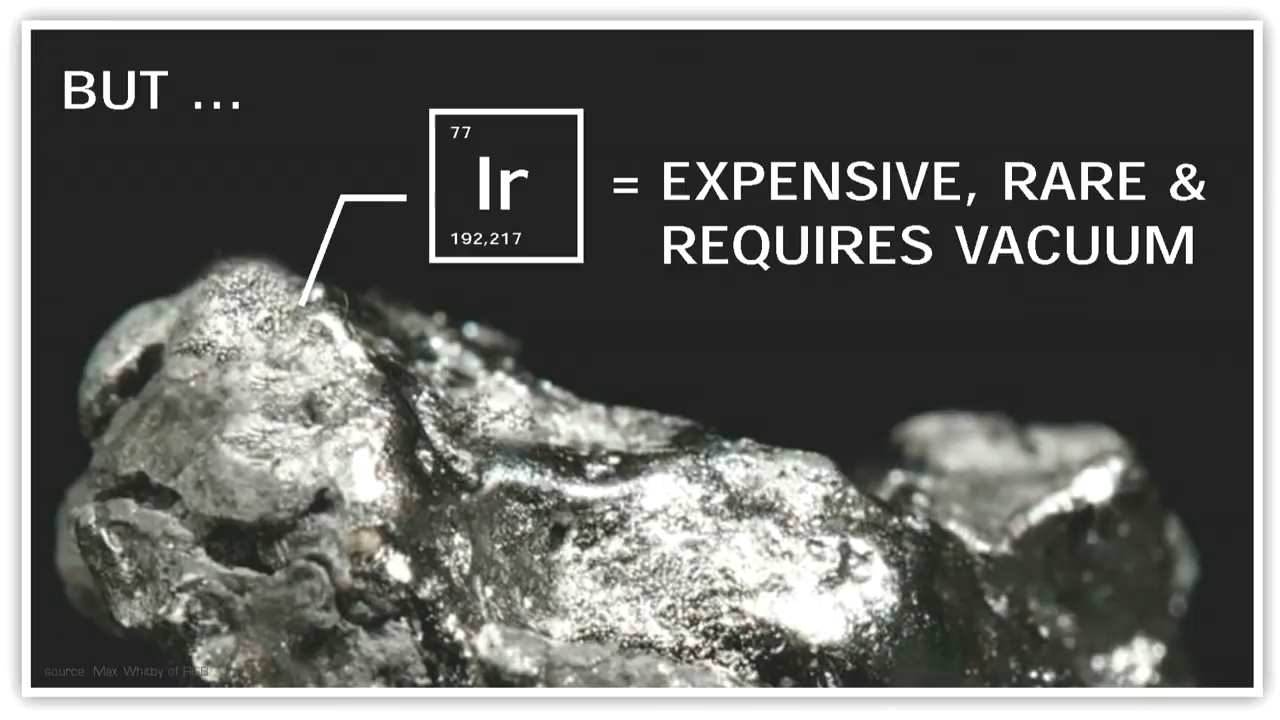 BUT ...
77
Ir
192,217
= EXPENSIVE, RARE &
REQUIRES VACUUM
source: Max Whitby of